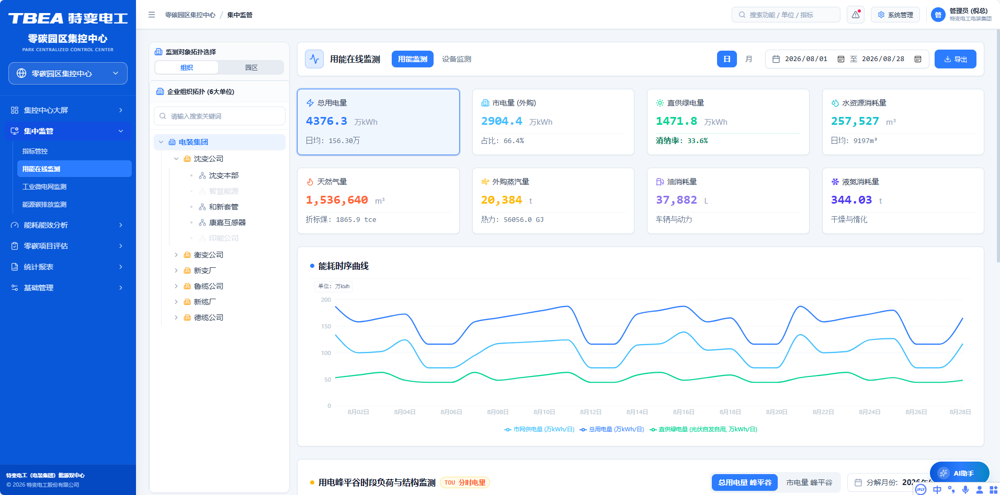 TBEA 特变电工
零碳园区集控中心
PARK CENTRALIZED CONTROL CENTER
零碳园区集控中心
集控中心大屏
集中监管
指标管控
用能在线监测
工业微电网监测
能源碳排放监测
能耗能效分析
零碳项目评估
统计报表
基础管理
特变电工（电装集团）能源双中心
© 2026 特变电工股份有限公司
零碳园区集控中心 / 集中监管
搜索功能 / 单位 / 指标
系统管理
管
管理员 (倪总)
特变电工电装集团
监测对象拓扑选择
组织 园区
企业组织拓扑 (6大单位)
请输入搜索关键词
电装集团
沈变公司
沈变本部
智慧能源
和新套管
康嘉互感器
印能公司
衡变公司
新变厂
鲁缆公司
新缆厂
德缆公司
用能在线监测 用能监测 设备监测
日 月 2026/08/01 至 2026/08/28 导出
总用电量
4376.3 万kWh
日均: 156.30万
市电量 (外购)
2904.4 万kWh
占比: 66.4%
直供绿电量
1471.8 万kWh
消纳率: 33.6%
水资源消耗量
257,527 m³
日均: 9197m³
天然气量
1,536,640 m³
折标煤: 1865.9 tce
外购蒸汽量
20,384 t
热力: 56056.0 GJ
油消耗量
37,882 L
车辆与动力
液氮消耗量
344.03 t
干燥与惰化
能耗时序曲线
单位: 万kWh
200
150
100
50
0
8月02日 8月04日 8月06日 8月08日 8月10日 8月12日 8月14日 8月16日 8月18日 8月20日 8月22日 8月24日 8月26日 8月28日
市网供电量 (万kWh/日) 总用电量 (万kWh/日) 直供绿电量 (光伏自发自用, 万kWh/日)
用电峰平谷时段负荷与结构监测 TOU 分时电量
总用电量 峰平谷 市电量 峰平谷 分解月份: 2026年
AI助手
iFLY 中